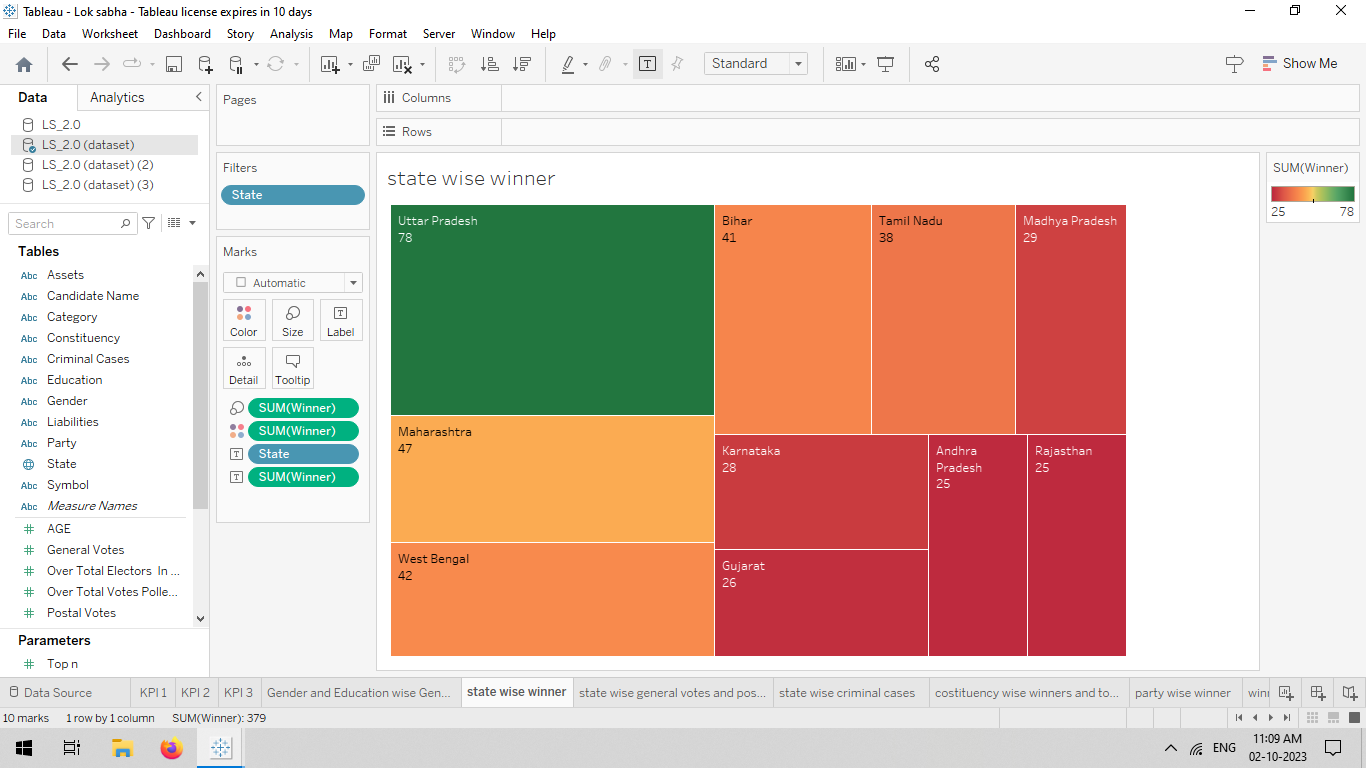 Tableau - Lok sabha - Tableau license expires in 10 days
File Data Worksheet Dashboard Story Analysis Map Format Server Window Help
Standard
Show Me
Data
Analytics
LS_2.0
LS_2.0 (dataset)
LS_2.0 (dataset) (2)
LS_2.0 (dataset) (3)
Search
Tables
Abc Assets
Abc Candidate Name
Abc Category
Abc Constituency
Abc Criminal Cases
Abc Education
Abc Gender
Abc Liabilities
Abc Party
State
Abc Symbol
Abc Measure Names
AGE
General Votes
Over Total Electors In ...
Over Total Votes Polle...
Postal Votes
Parameters
Top n
Pages
Filters
State
Marks
Automatic
Color
Size
T
Label
Detail
Tooltip
SUM(Winner)
SUM(Winner)
T State
T SUM(Winner)
Columns
Rows
state wise winner
Uttar Pradesh
78
Maharashtra
47
West Bengal
42
Bihar
41
Tamil Nadu
38
Madhya Pradesh
29
Karnataka
28
Gujarat
26
Andhra
Pradesh
25
Rajasthan
25
SUM(Winner)
25 78
Data Source
KPI 1
KPI 2
KPI 3
Gender and Education wise Gen...
state wise winner
state wise general votes and pos...
state wise criminal cases
costituency wise winners and to...
party wise winner
winr
10 marks 1 row by 1 column SUM(Winner): 379
ENG
11:09 AM
02-10-2023